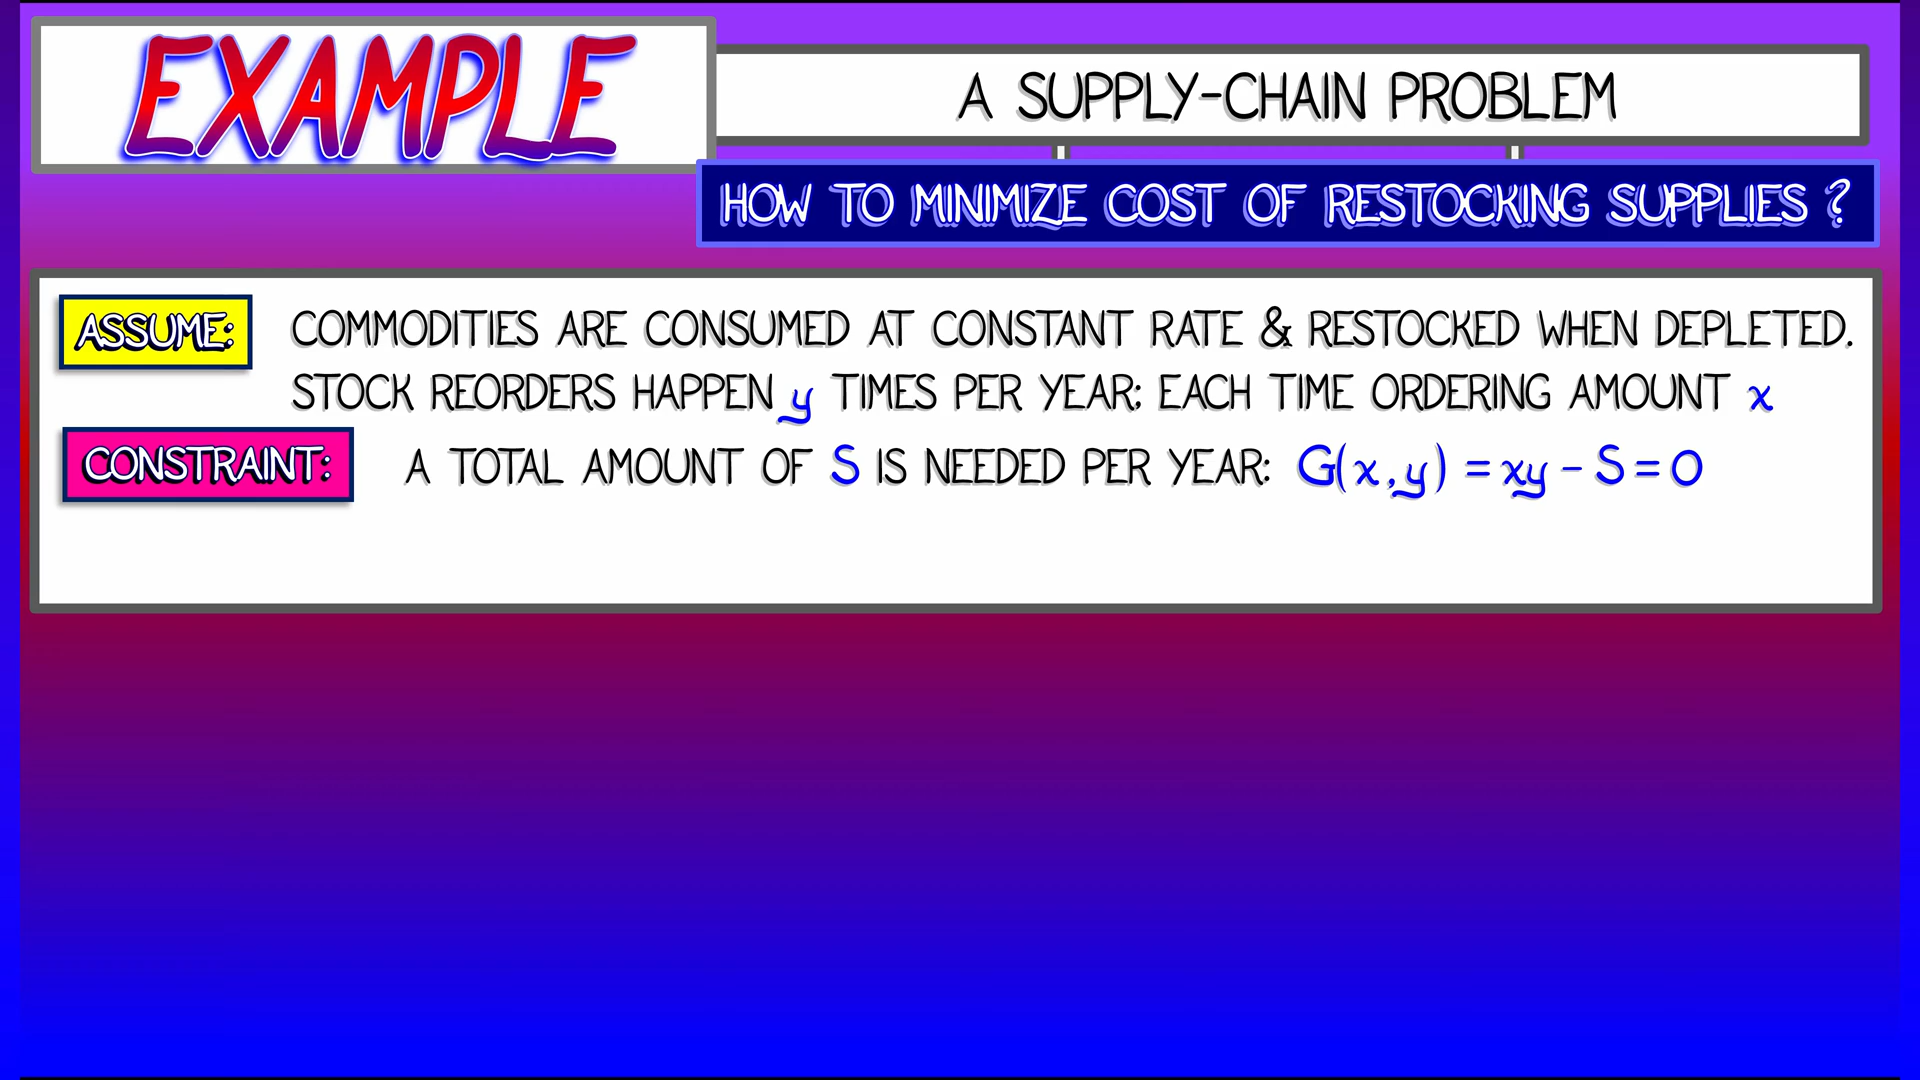 EXAMPLE
A SUPPLY-CHAIN PROBLEM
HOW TO MINIMIZE COST OF RESTOCKING SUPPLIES ?
ASSUME: COMMODITIES ARE CONSUMED AT CONSTANT RATE & RESTOCKED WHEN DEPLETED.
STOCK REORDERS HAPPEN y TIMES PER YEAR; EACH TIME ORDERING AMOUNT x
CONSTRAINT: A TOTAL AMOUNT OF S IS NEEDED PER YEAR: G(x,y) = xy - S = 0